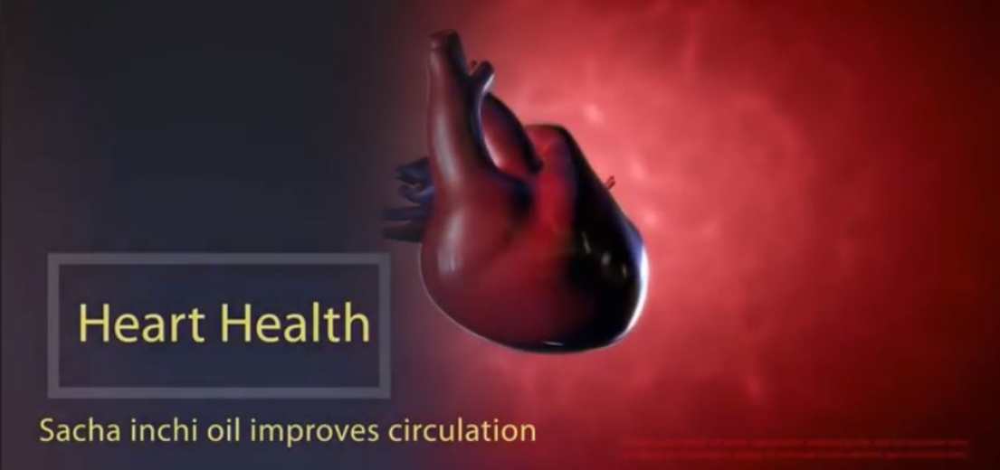 Heart Health
Sacha inchi oil improves circulation